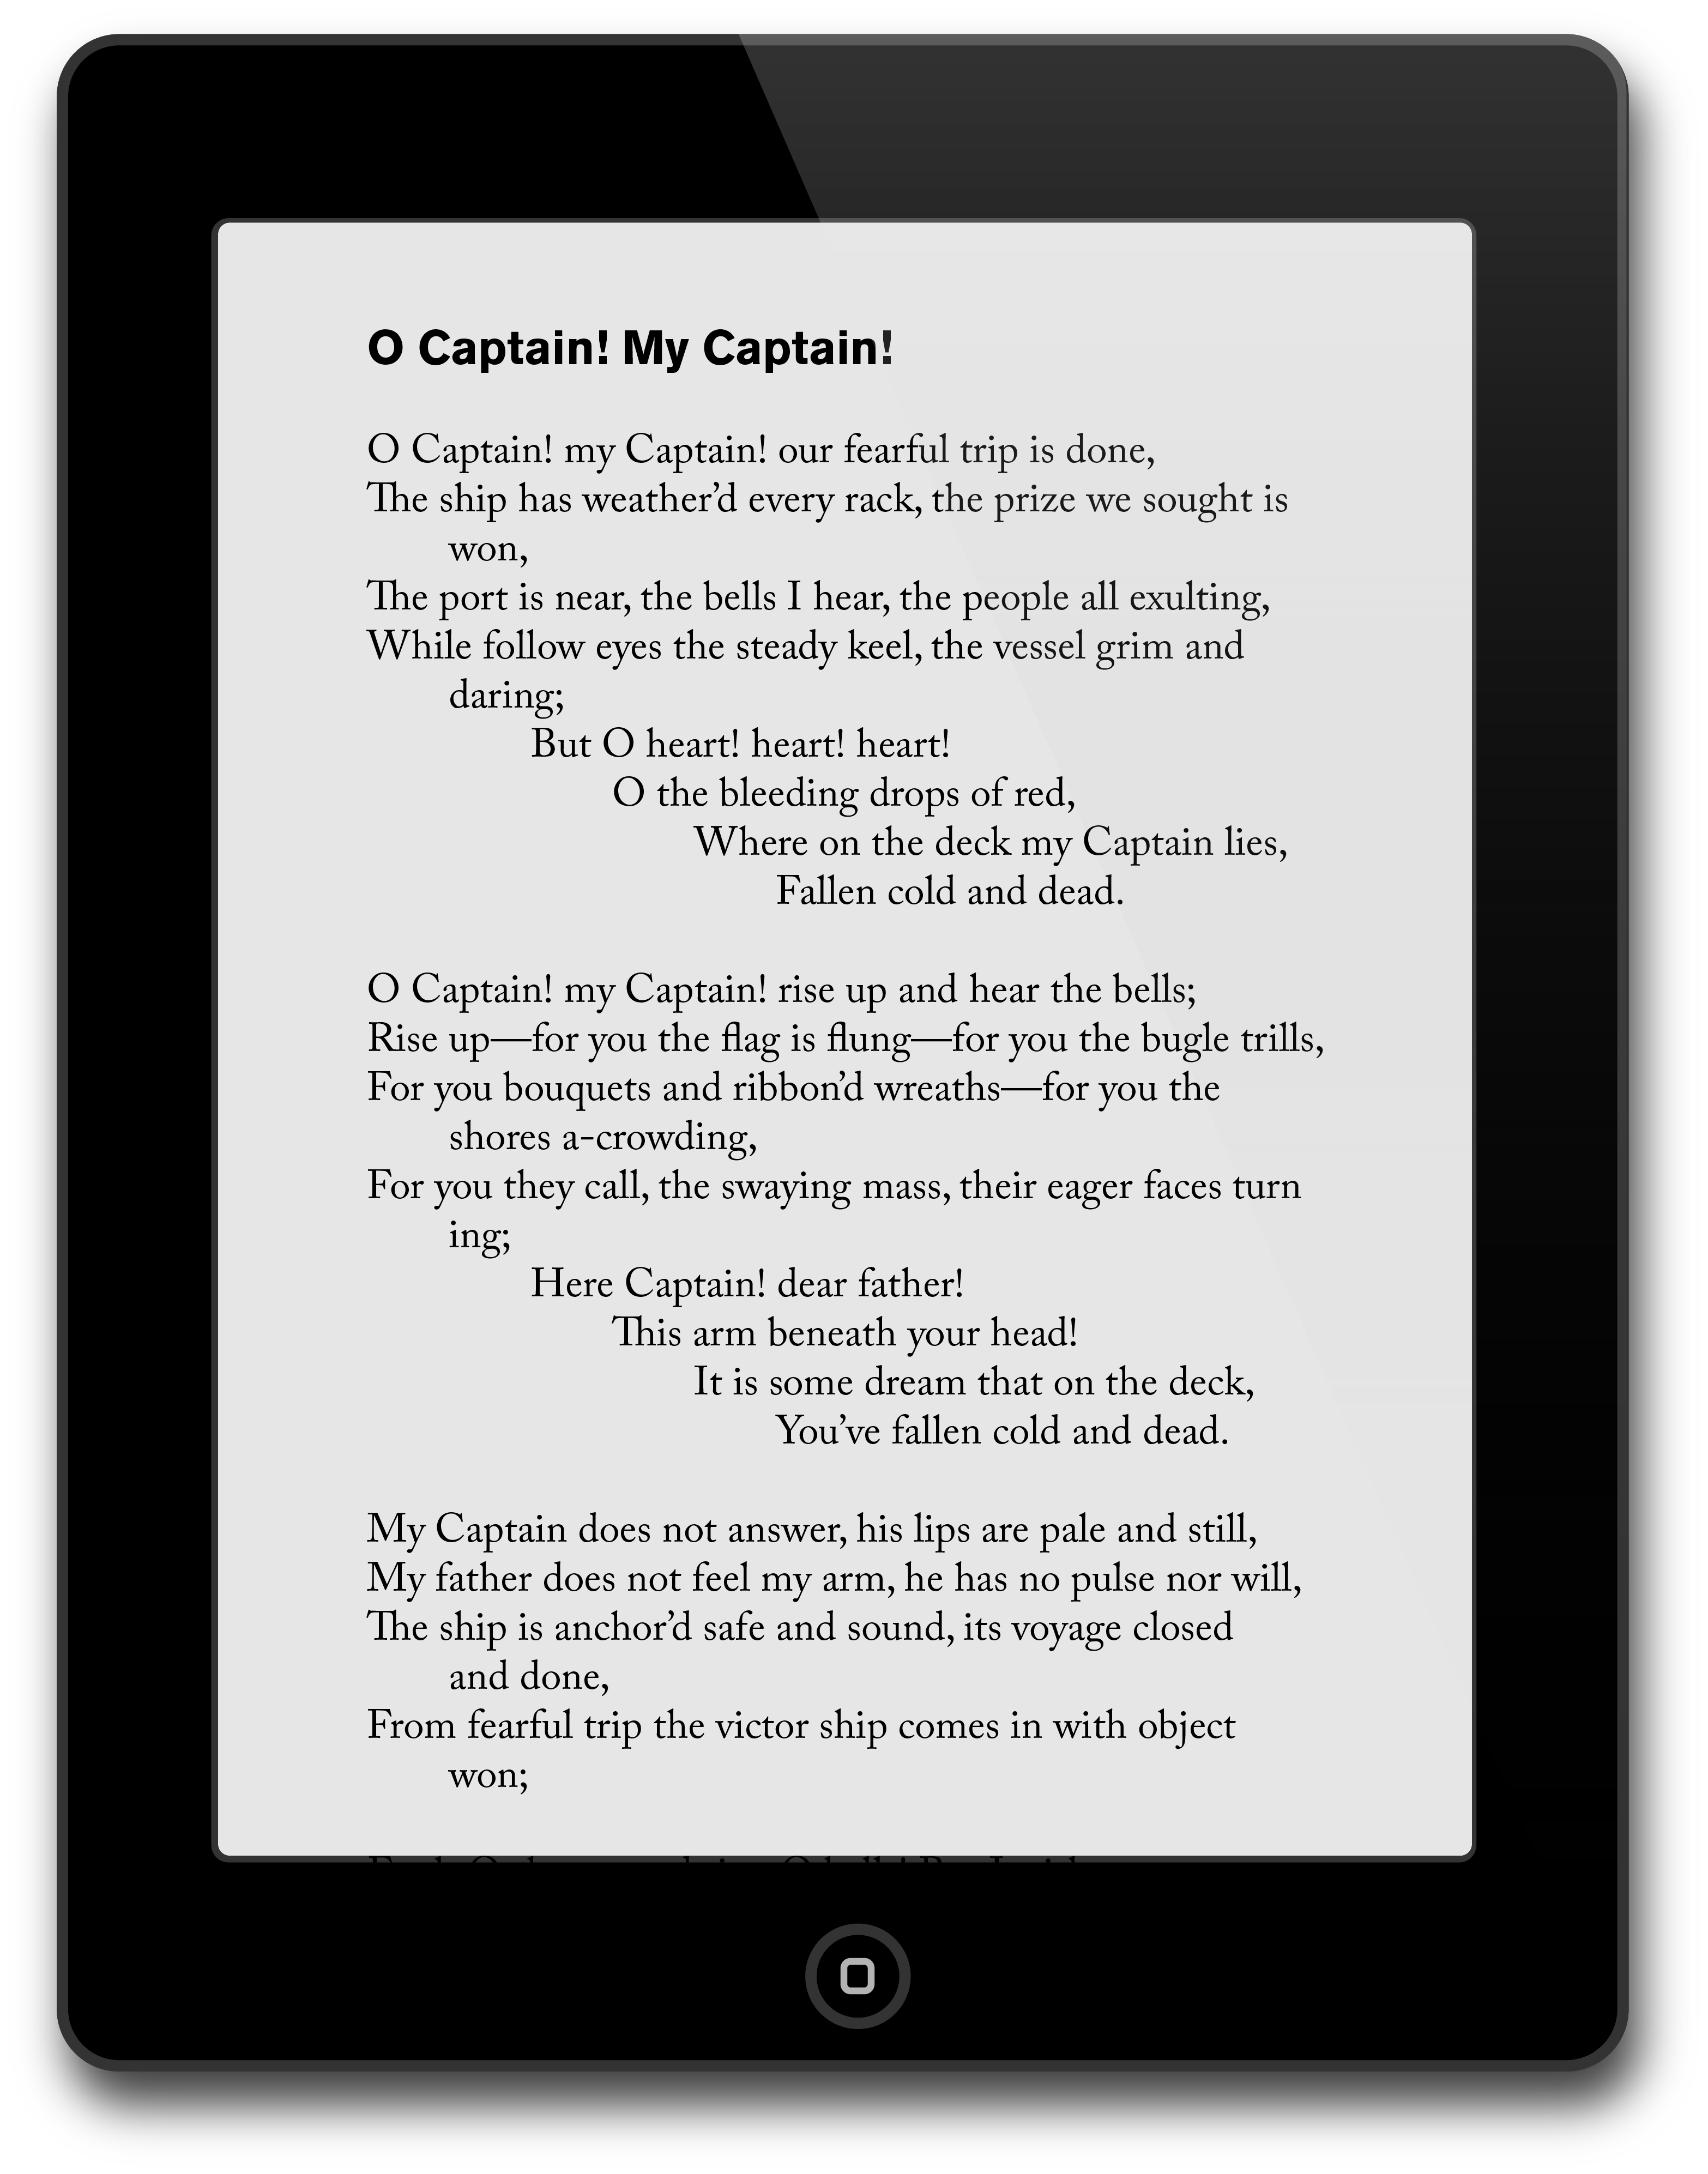 O Captain! My Captain!
O Captain! my Captain! our fearful trip is done,
The ship has weather’d every rack, the prize we sought is
won,
The port is near, the bells I hear, the people all exulting,
While follow eyes the steady keel, the vessel grim and
daring;
But O heart! heart! heart!
O the bleeding drops of red,
Where on the deck my Captain lies,
Fallen cold and dead.
O Captain! my Captain! rise up and hear the bells;
Rise up—for you the flag is flung—for you the bugle trills,
For you bouquets and ribbon’d wreaths—for you the
shores a-crowding,
For you they call, the swaying mass, their eager faces turn
ing;
Here Captain! dear father!
This arm beneath your head!
It is some dream that on the deck,
You’ve fallen cold and dead.
My Captain does not answer, his lips are pale and still,
My father does not feel my arm, he has no pulse nor will,
The ship is anchor’d safe and sound, its voyage closed
and done,
From fearful trip the victor ship comes in with object
won;